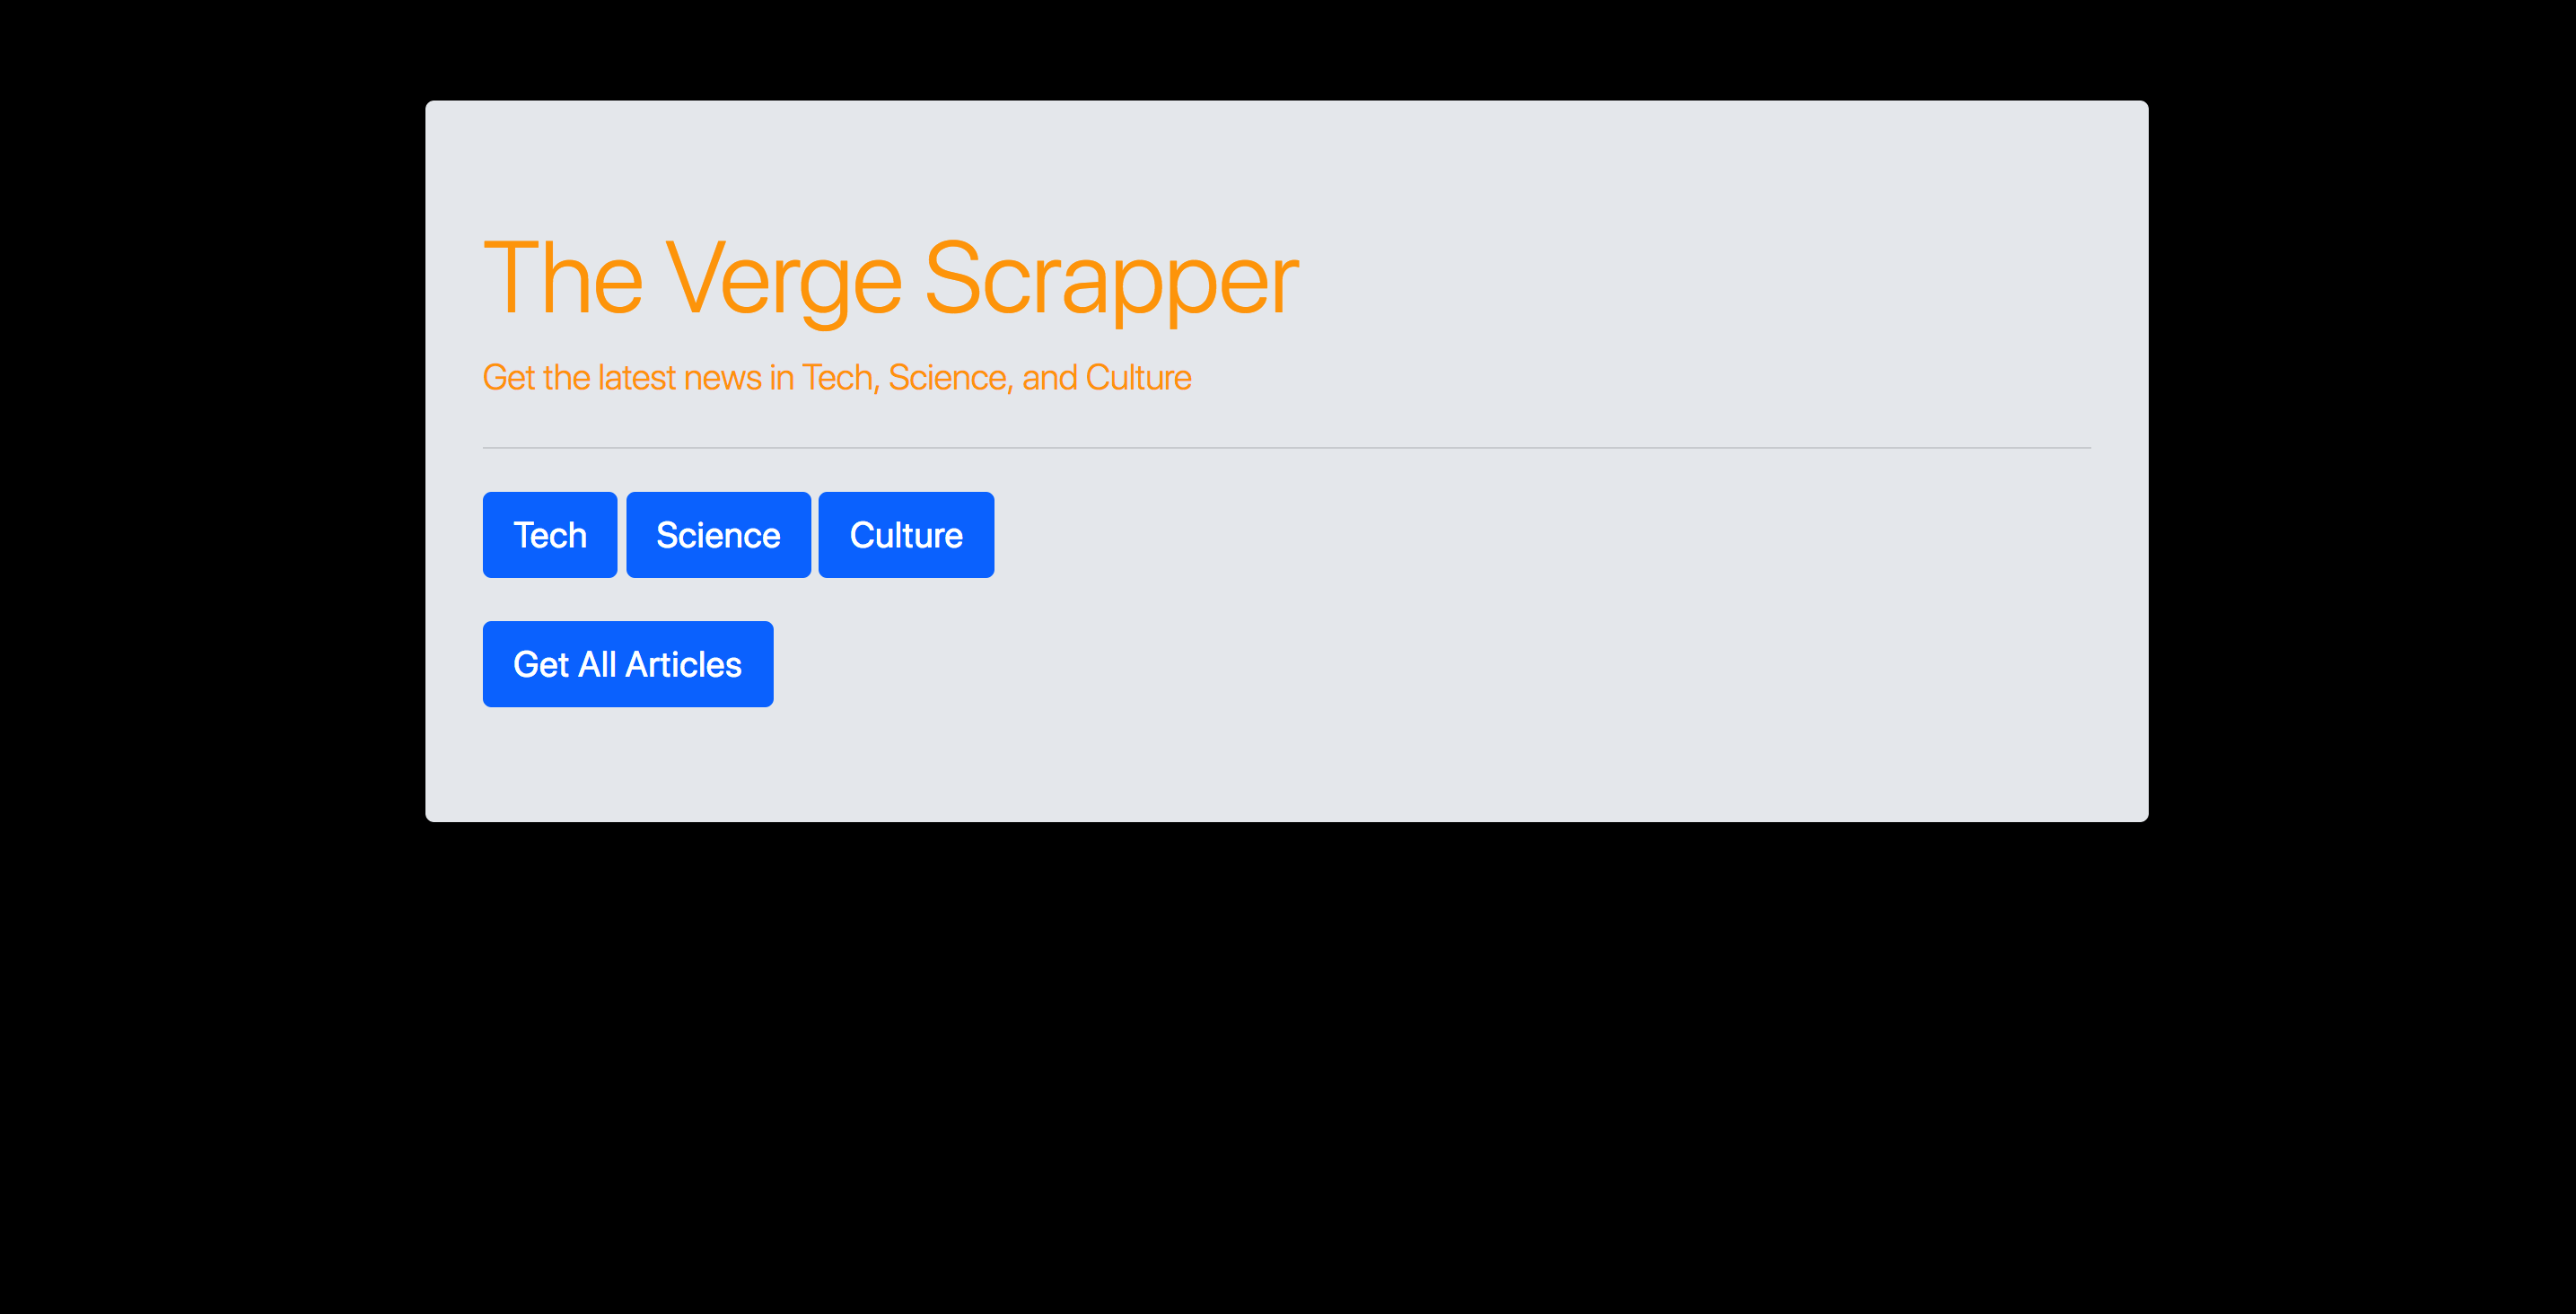 The Verge Scrapper
Get the latest news in Tech, Science, and Culture
Tech Science Culture
Get All Articles